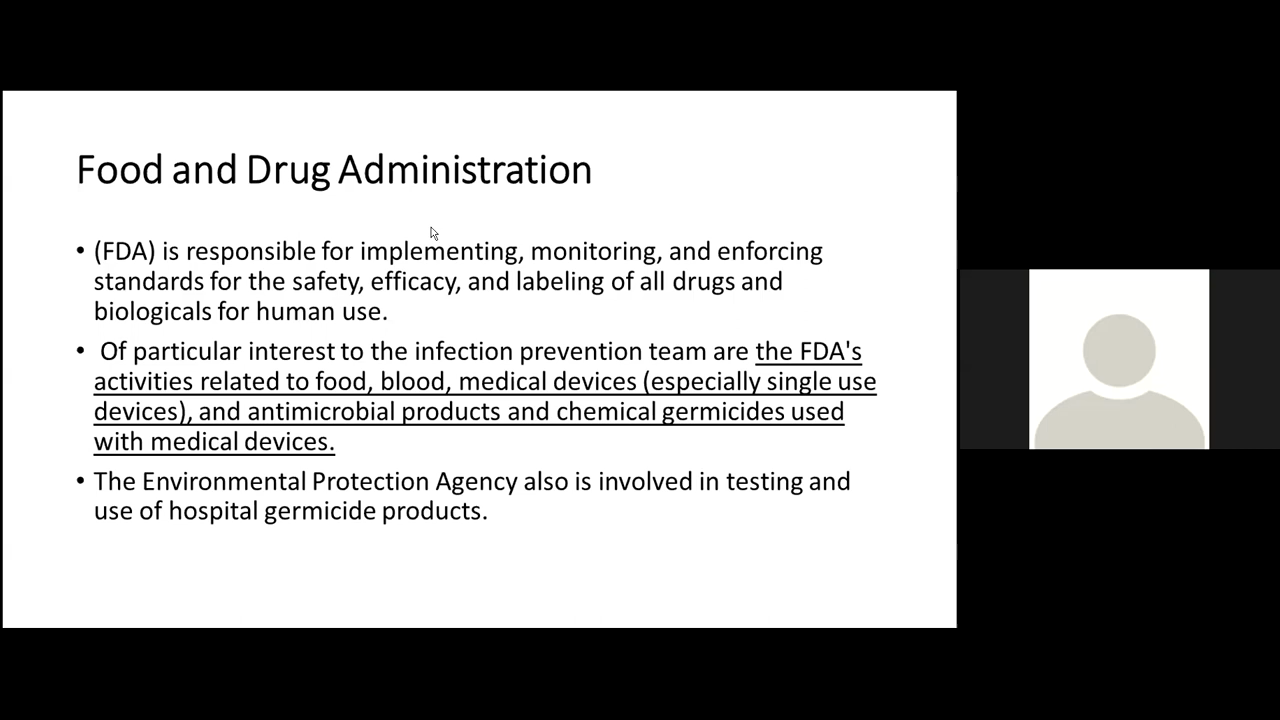 Food and Drug Administration
• (FDA) is responsible for implementing, monitoring, and enforcing
standards for the safety, efficacy, and labeling of all drugs and
biologicals for human use.
• Of particular interest to the infection prevention team are the FDA's
activities related to food, blood, medical devices (especially single use
devices), and antimicrobial products and chemical germicides used
with medical devices.
• The Environmental Protection Agency also is involved in testing and
use of hospital germicide products.